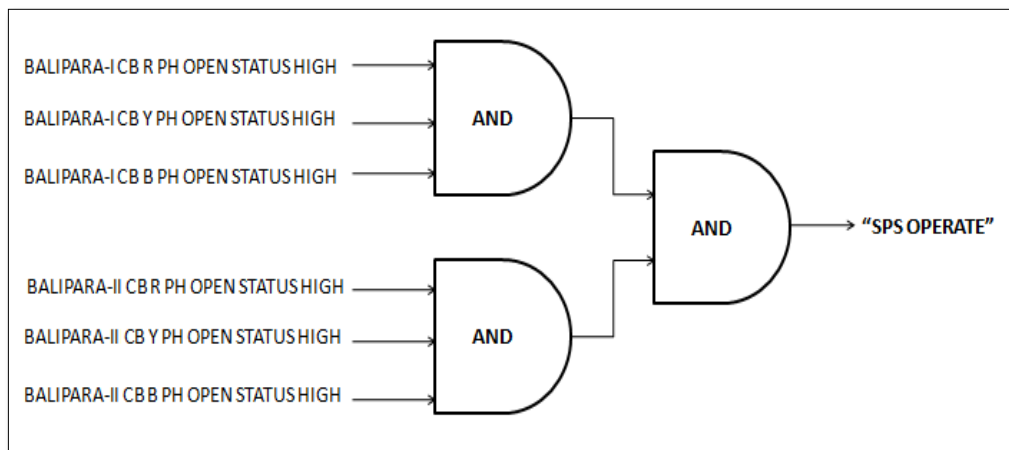 BALIPARA-I CB R PH OPEN STATUS HIGH
BALIPARA-I CB Y PH OPEN STATUS HIGH
BALIPARA-I CB B PH OPEN STATUS HIGH
AND
AND
"SPS OPERATE"
BALIPARA-II CB R PH OPEN STATUS HIGH
BALIPARA-II CB Y PH OPEN STATUS HIGH
BALIPARA-II CB B PH OPEN STATUS HIGH
AND